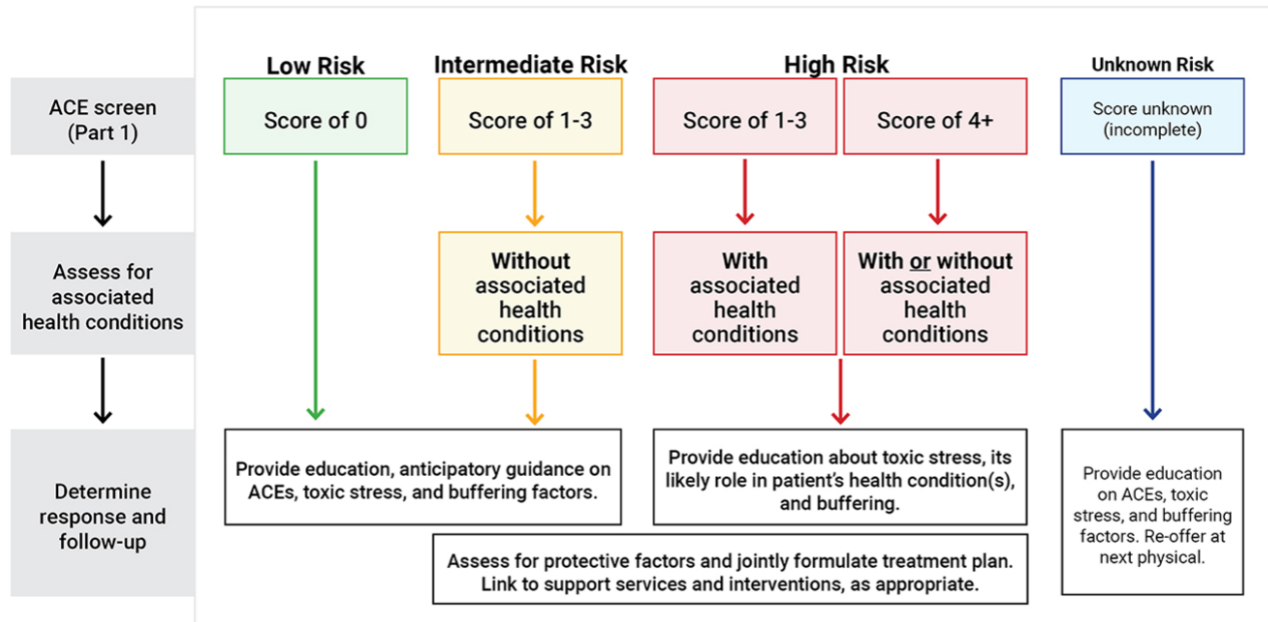 Low Risk
Intermediate Risk
High Risk
Unknown Risk
ACE screen
(Part 1)
Score of 0
Score of 1-3
Score of 1-3
Score of 4+
Score unknown
(incomplete)
Assess for
associated
health conditions
Without
associated
health
conditions
With
associated
health
conditions
With or without
associated
health
conditions
Determine
response and
follow-up
Provide education, anticipatory guidance on
ACEs, toxic stress, and buffering factors.
Provide education about toxic stress, its
likely role in patient's health condition(s),
and buffering.
Provide education
on ACEs, toxic
stress, and buffering
factors. Re-offer at
next physical.
Assess for protective factors and jointly formulate treatment plan.
Link to support services and interventions, as appropriate.